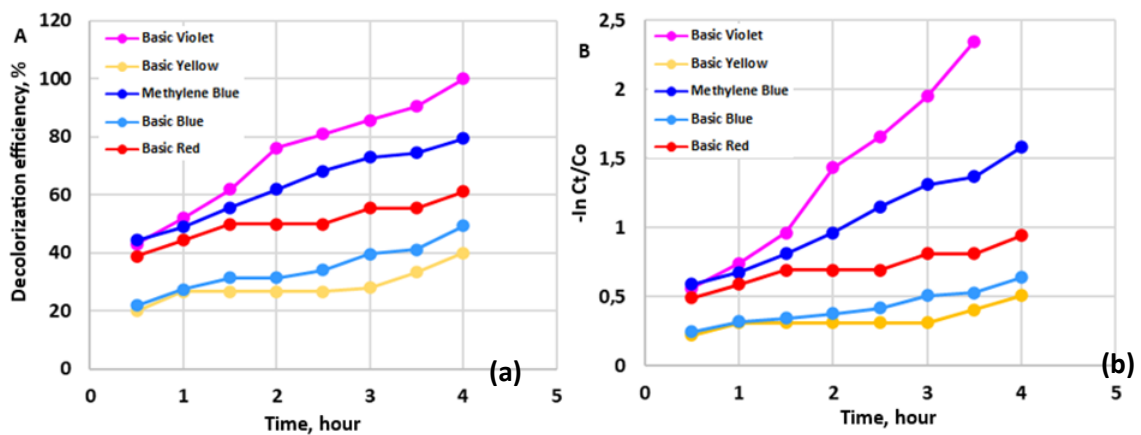 A
Decolorization efficiency, %
120
100
80
60
40
20
0
Basic Violet
Basic Yellow
Methylene Blue
Basic Blue
Basic Red
0 1 2 3 4 5
Time, hour
(a)
B
-ln Ct/Co
2,5
2
1,5
1
0,5
0
Basic Violet
Basic Yellow
Methylene Blue
Basic Blue
Basic Red
0 1 2 3 4 5
Time, hour
(b)